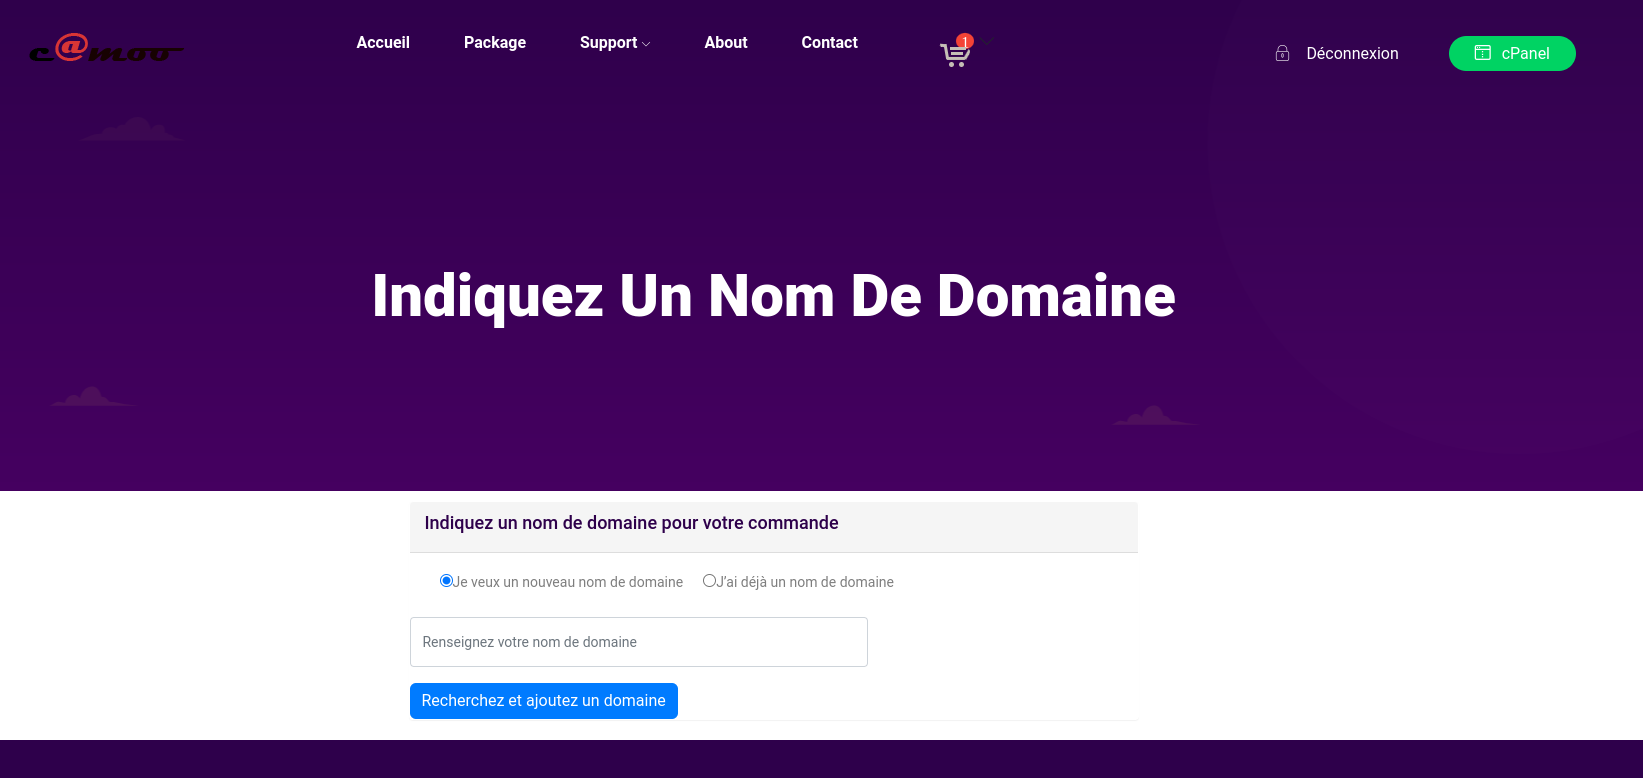 c@moo
Accueil Package Support About Contact 1 Déconnexion cPanel
Indiquez Un Nom De Domaine
Indiquez un nom de domaine pour votre commande
Je veux un nouveau nom de domaine J’ai déjà un nom de domaine
Renseignez votre nom de domaine
Recherchez et ajoutez un domaine